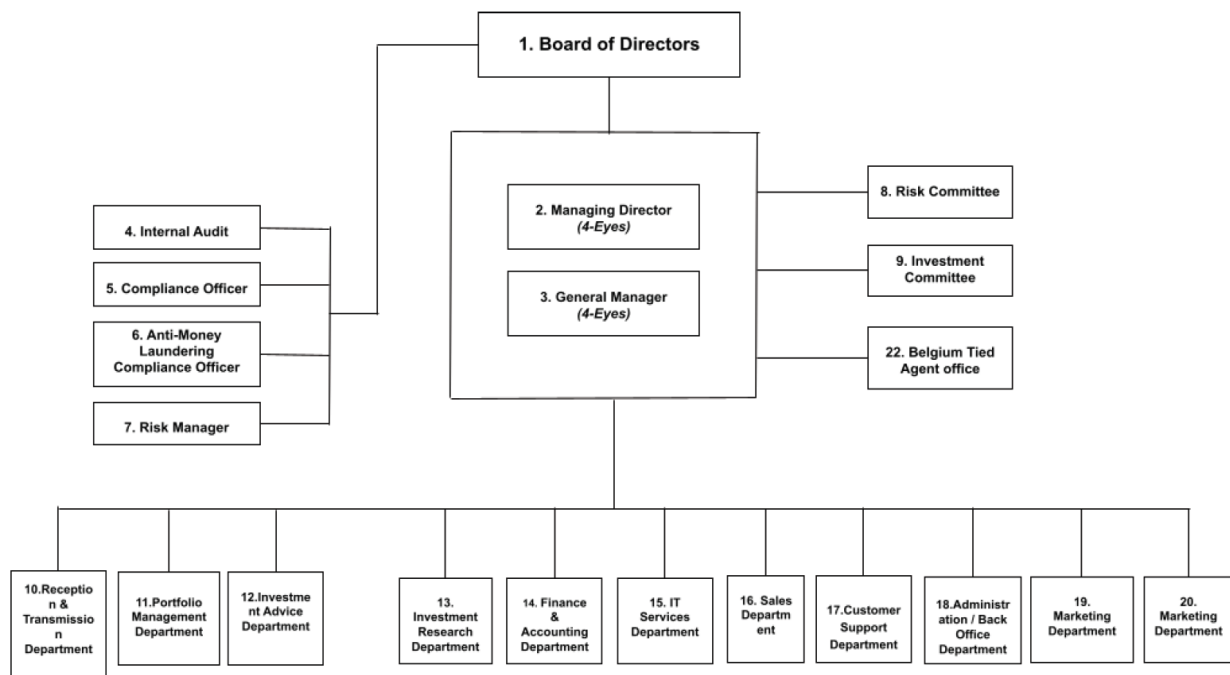 1. Board of Directors
2. Managing Director
(4-Eyes)
3. General Manager
(4-Eyes)
4. Internal Audit
5. Compliance Officer
6. Anti-Money
Laundering
Compliance Officer
7. Risk Manager
8. Risk Committee
9. Investment
Committee
22. Belgium Tied
Agent office
10.Receptio
n &
Transmissio
n
Department
11.Portfolio
Management
Department
12.Investme
nt Advice
Department
13.
Investment
Research
Department
14. Finance
&
Accounting
Department
15. IT
Services
Department
16. Sales
Departm
ent
17.Customer
Support
Department
18.Administr
ation / Back
Office
Department
19.
Marketing
Department
20.
Marketing
Department